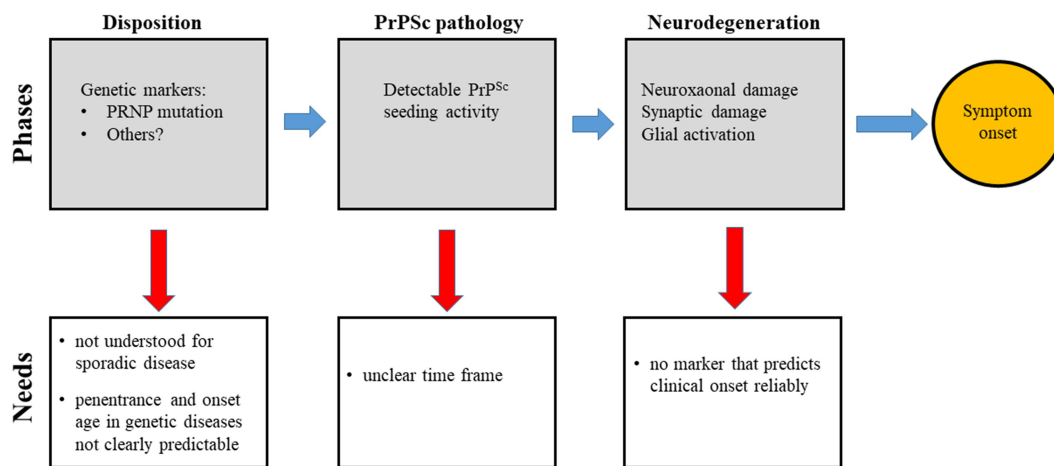 Disposition
PrPSc pathology
Neurodegeneration
Phases
Genetic markers:
• PRNP mutation
• Others?
Detectable PrPSc
seeding activity
Neuroxaonal damage
Synaptic damage
Glial activation
Symptom
onset
Needs
• not understood for
sporadic disease
• penentrance and onset
age in genetic diseases
not clearly predictable
• unclear time frame
• no marker that predicts
clinical onset reliably